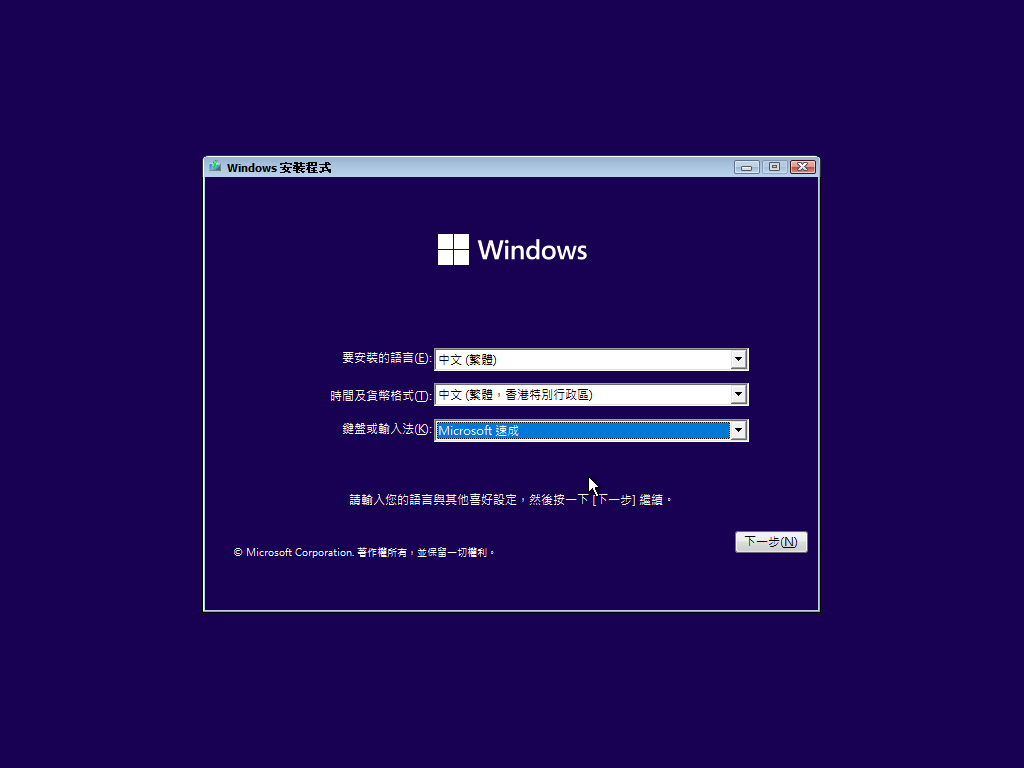 Windows 安裝程式
Windows
要安裝的語言(E): 中文 (繁體)
時間及貨幣格式(T): 中文 (繁體，香港特別行政區)
鍵盤或輸入法(K): Microsoft 速成
請輸入您的語言與其他喜好設定，然後按一下 [下一步] 繼續。
下一步(N)
© Microsoft Corporation. 著作權所有，並保留一切權利。